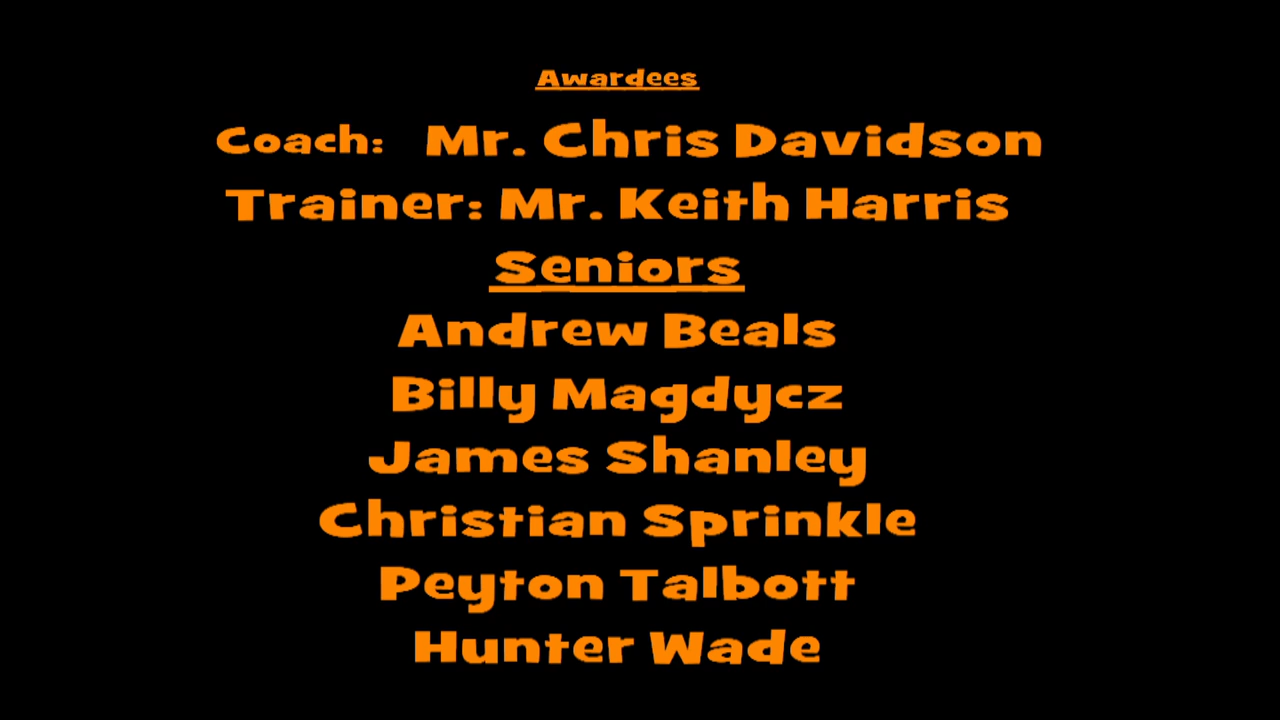 Awardees
Coach: Mr. Chris Davidson
Trainer: Mr. Keith Harris
Seniors
Andrew Beals
Billy Magdycz
James Shanley
Christian Sprinkle
Peyton Talbott
Hunter Wade